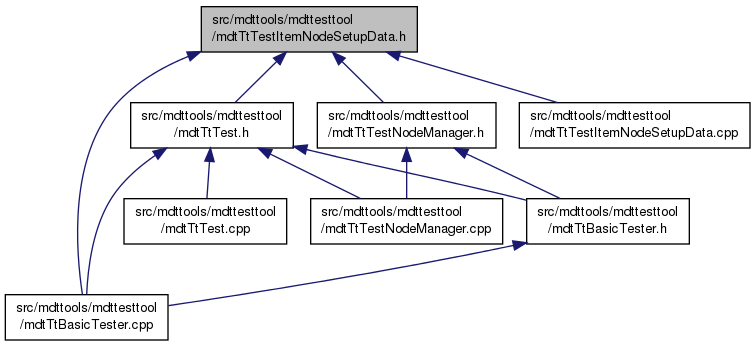 src/mdttools/mdttesttool
/mdtTtTestItemNodeSetupData.h
src/mdttools/mdttesttool
/mdtTtTest.h
src/mdttools/mdttesttool
/mdtTtTestNodeManager.h
src/mdttools/mdttesttool
/mdtTtTestItemNodeSetupData.cpp
src/mdttools/mdttesttool
/mdtTtTest.cpp
src/mdttools/mdttesttool
/mdtTtTestNodeManager.cpp
src/mdttools/mdttesttool
/mdtTtBasicTester.h
src/mdttools/mdttesttool
/mdtTtBasicTester.cpp